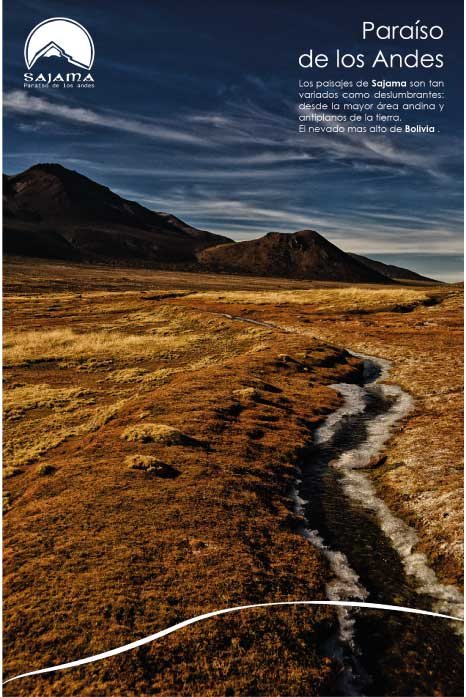 SAJAMA
Paraíso de los andes
Paraíso
de los Andes
Los paisajes de Sajama son tan
variados como deslumbrantes:
desde la mayor área andina y
antiplanos de la tierra.
El nevado mas alto de Bolivia .